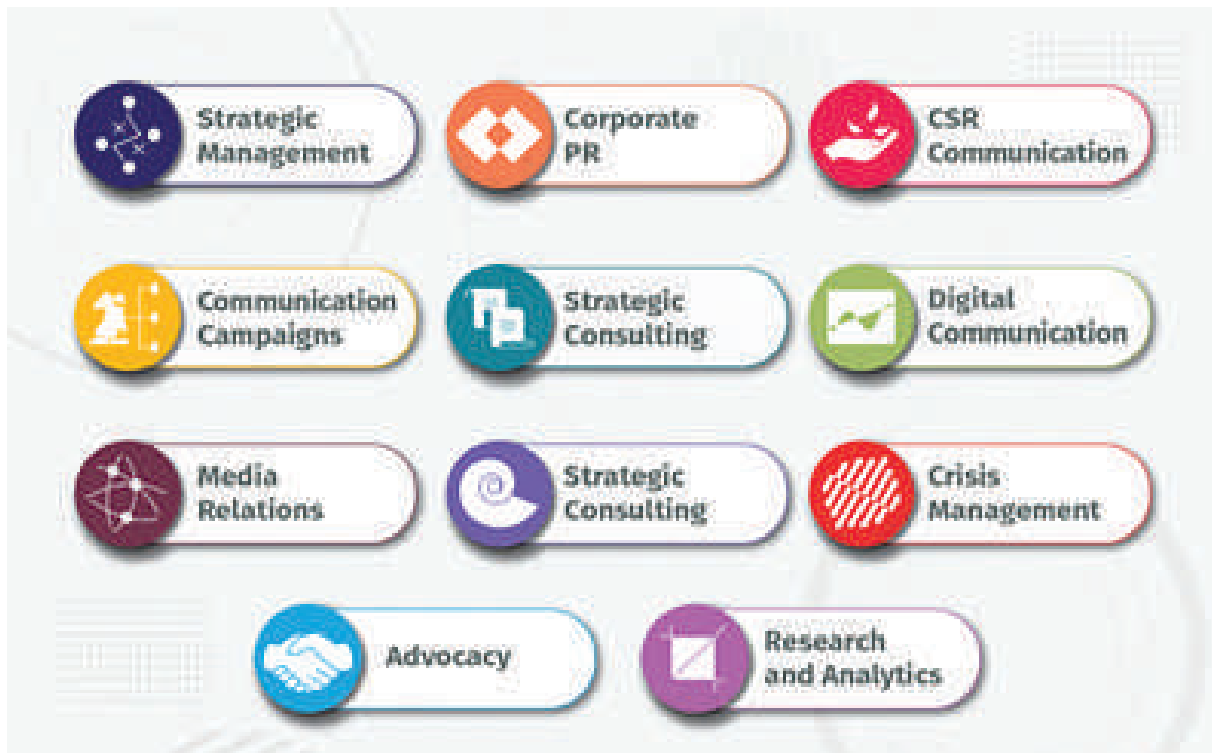 Strategic
Management
Corporate
PR
CSR
Communication
Communication
Campaigns
Strategic
Consulting
Digital
Communication
Media
Relations
Strategic
Consulting
Crisis
Management
Advocacy
Research
and Analytics